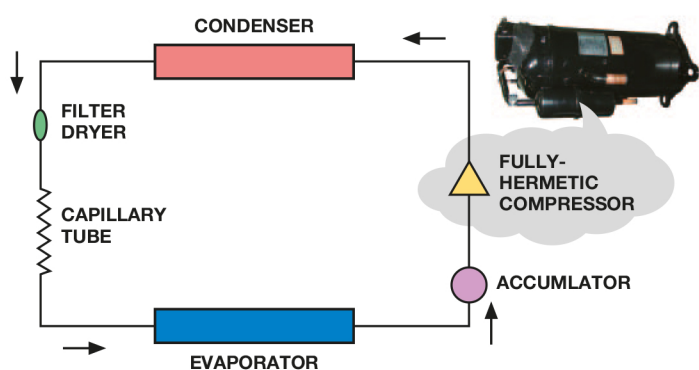 CONDENSER
FILTER
DRYER
FULLY-
HERMETIC
COMPRESSOR
CAPILLARY
TUBE
ACCUMLATOR
EVAPORATOR